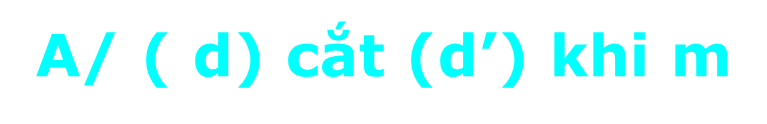 A/ ( d) cắt (d’) khi m